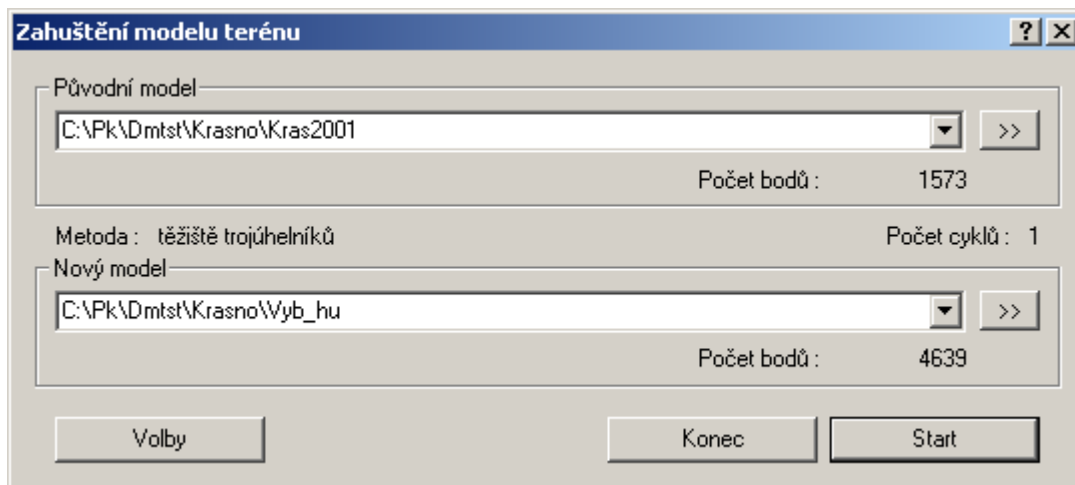 Zahuštění modelu terénu
Původní model
C:\Pk\Dmtst\Krasno\Kras2001 >>
Počet bodů : 1573
Metoda : těžiště trojúhelníků Počet cyklů : 1
Nový model
C:\Pk\Dmtst\Krasno\Vyb_hu >>
Počet bodů : 4639
Volby Konec Start